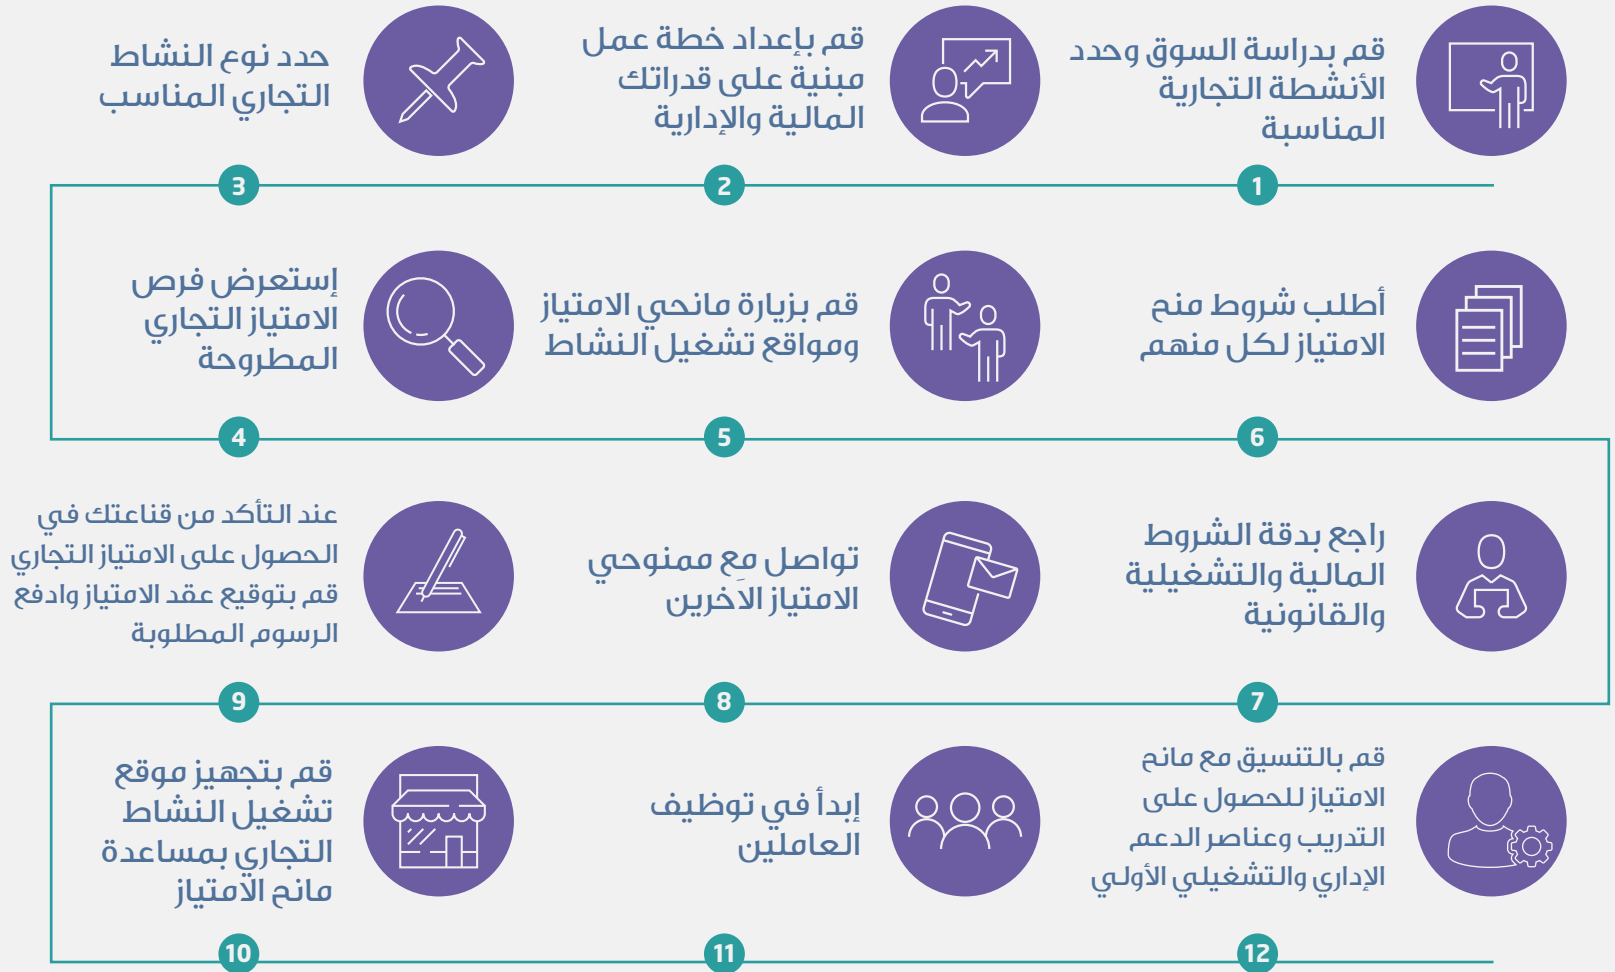 قم بدراسة السوق وحدد
الأنشطة التجارية
المناسبة
1
قم بإعداد خطة عمل
مبنية على قدراتك
المالية والإدارية
2
حدد نوع النشاط
التجاري المناسب
3
إستعرض فرص
الامتياز التجاري
المطروحة
4
قم بزيارة مانحي الامتياز
ومواقع تشغيل النشاط
5
أطلب شروط منح
الامتياز لكل منهم
6
راجع بدقة الشروط
المالية والتشغيلية
والقانونية
7
تواصل مع ممنوحي
الامتياز الآخرين
8
عند التأكد من قناعتك في
الحصول على الامتياز التجاري
قم بتوقيع عقد الامتياز وادفع
الرسوم المطلوبة
9
قم بتجهيز موقع
تشغيل النشاط
التجاري بمساعدة
مانح الامتياز
10
إبدأ في توظيف
العاملين
11
قم بالتنسيق مع مانح
الامتياز للحصول على
التدريب وعناصر الدعم
الإداري والتشغيلي الأولي
12